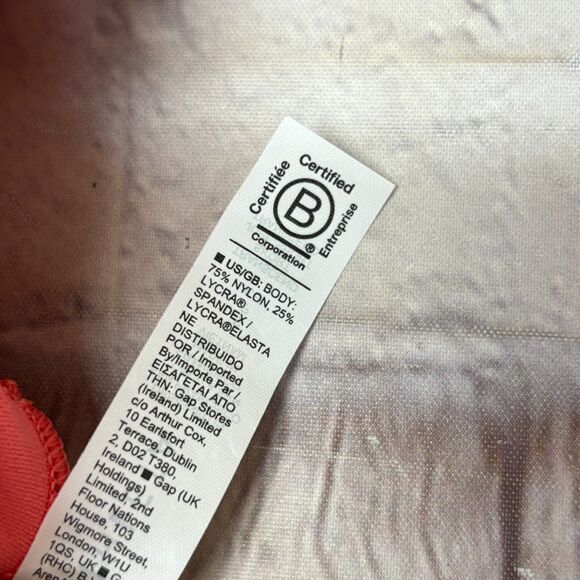 Certifiée
Certified
B
®
Entreprise
Corporation
■ US/GB: BODY:
75% NYLON, 25%
LYCRA®
SPANDEX /
LYCRA®ELASTA
NE
DISTRIBUIDO
POR / Imported
By/Importe Par /
ΕΙΣΑΓΕΤΑΙ ΑΠΟ
ΤΗΝ: Gap Stores
(Ireland) Limited
c/o Arthur Cox,
10 Earlsfort
Terrace, Dublin
2, D02 T380,
Ireland ■ Gap (UK
Holdings)
Limited, 2nd
Floor Nations
House, 103
Wigmore Street,
London, W1U
1QS, UK ■ G
(RHC) B.